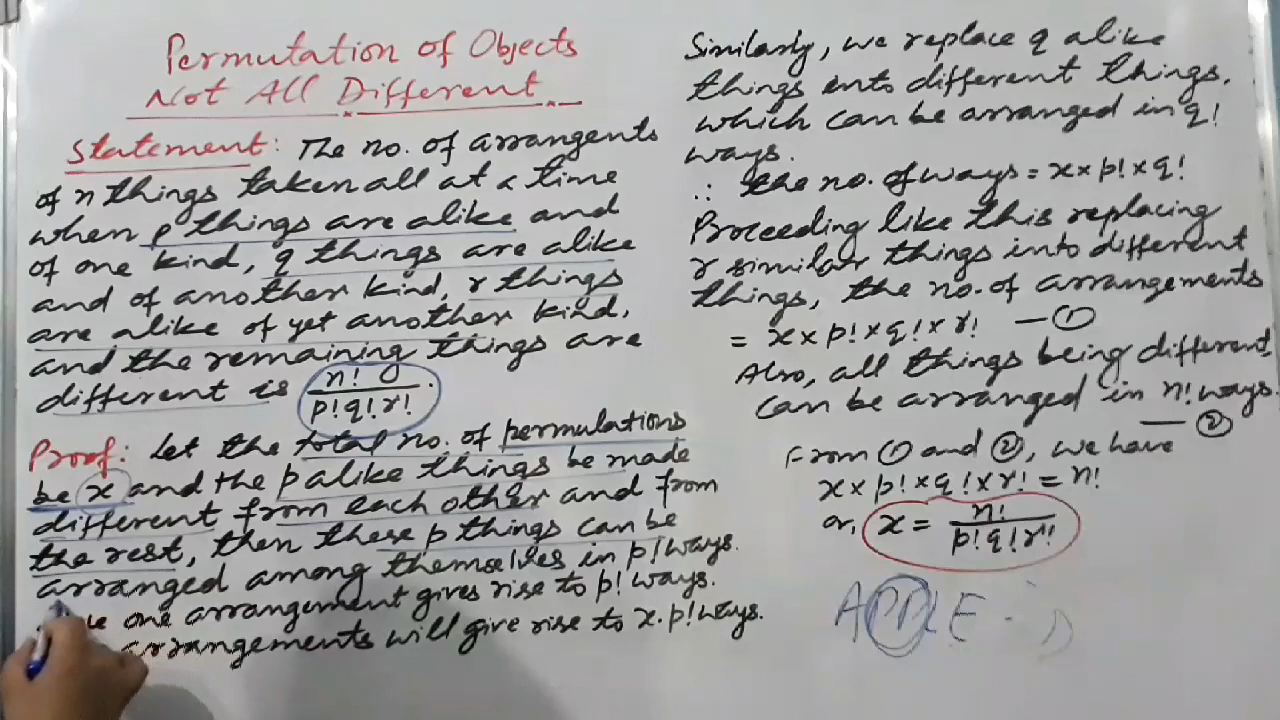 Permutation of Objects
Not All Different
Statement: The no. of arrangents
of n things taken all at a time
when p things are alike and
of one kind, q things are alike
and of another kind, r things
are alike of yet another kind,
and the remaining things are
different is n!/p!q!r!.
Proof: let the total no. of permulations
be x and the p alike things be made
different from each other and from
the rest, then these p things can be
arranged among themselves in p! ways.
one arrangement gives rise to p! ways.
arrangements will give rise to x.p! ways.
Similarly, we replace q alike
things into different things,
which can be arranged in q!
ways.
∴ the no. of ways = x × p! × q!
Proceeding like this replacing
r similar things into different
things, the no. of arrangements
= x × p! × q! × r! — ①
Also, all things being different,
can be arranged in n! ways.
— ②
From ① and ②, we have
x × p! × q! × r! = n!
or, x = n!/p!q!r!
APPLE